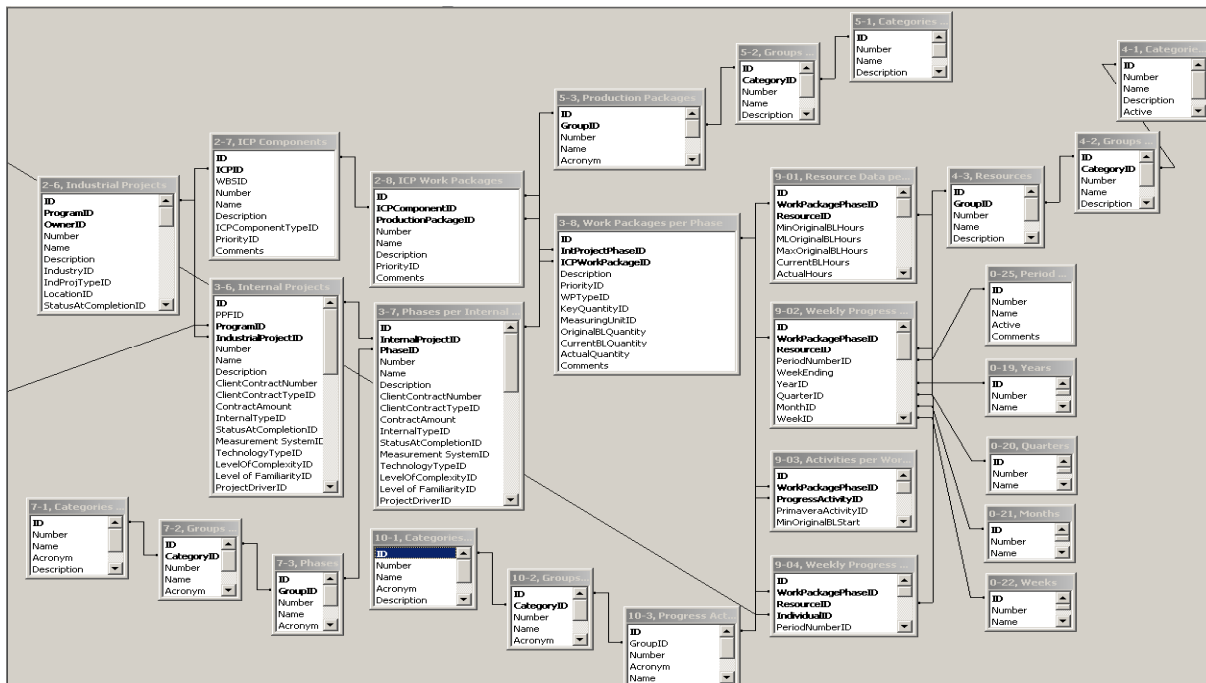 5-1, Categories ...
ID
Number
Name
Description
5-2, Groups ...
ID
CategoryID
Number
Name
Description
4-1, Categorie...
ID
Number
Name
Description
Active
5-3, Production Packages
ID
GroupID
Number
Name
Acronym
2-7, ICP Components
ID
ICPID
WBSID
Number
Name
Description
ICPComponentTypeID
PriorityID
Comments
4-2, Groups ...
ID
CategoryID
Number
Name
Description
2-6, Industrial Projects
ID
ProgramID
OwnerID
Number
Name
Description
IndustryID
IndProjTypeID
LocationID
StatusAtCompletionID
2-8, ICP Work Packages
ID
ICPComponentID
ProductionPackageID
Number
Name
Description
PriorityID
Comments
9-01, Resource Data pe...
ID
WorkPackagePhaseID
ResourceID
MinOriginalBLHours
MLOriginalBLHours
MaxOriginalBLHours
CurrentBLHours
ActualHours
4-3, Resources
ID
GroupID
Number
Name
Description
3-8, Work Packages per Phase
ID
IntProjectPhaseID
ICPWorkPackageID
Description
PriorityID
WPTypeID
KeyQuantityID
MeasuringUnitID
OriginalBLQuantity
CurrentBLQuantity
ActualQuantity
Comments
3-6, Internal Projects
ID
PPFID
ProgramID
IndustrialProjectID
Number
Name
Description
ClientContractNumber
ClientContractTypeID
ContractAmount
InternalTypeID
StatusAtCompletionID
Measurement SystemID
TechnologyTypeID
LevelOfComplexityID
Level of FamiliarityID
ProjectDriverID
3-7, Phases per Internal
ID
InternalProjectID
PhaseID
Number
Name
Description
ClientContractNumber
ClientContractTypeID
ContractAmount
InternalTypeID
StatusAtCompletionID
Measurement SystemID
TechnologyTypeID
LevelOfComplexityID
Level of FamiliarityID
ProjectDriverID
9-02, Weekly Progress
ID
WorkPackagePhaseID
ResourceID
PeriodNumberID
WeekEnding
YearID
QuarterID
MonthID
WeekID
0-25, Period ...
ID
Number
Name
Active
Comments
0-19, Years
ID
Number
Name
0-20, Quarters
ID
Number
Name
9-03, Activities per Wor...
ID
WorkPackagePhaseID
ProgressActivityID
PrimaveraActivityID
MinOriginalBLStart
0-21, Months
ID
Number
Name
7-1, Categories
ID
Number
Name
Acronym
Description
7-2, Groups ...
ID
CategoryID
Number
Name
Acronym
7-3, Phases
ID
GroupID
Number
Name
Acronym
10-1, Categories...
ID
Number
Name
Acronym
Description
10-2, Groups...
ID
CategoryID
Number
Name
Acronym
10-3, Progress Act...
ID
GroupID
Number
Acronym
Name
9-04, Weekly Progress
ID
WorkPackagePhaseID
ResourceID
IndividualID
PeriodNumberID
0-22, Weeks
ID
Number
Name